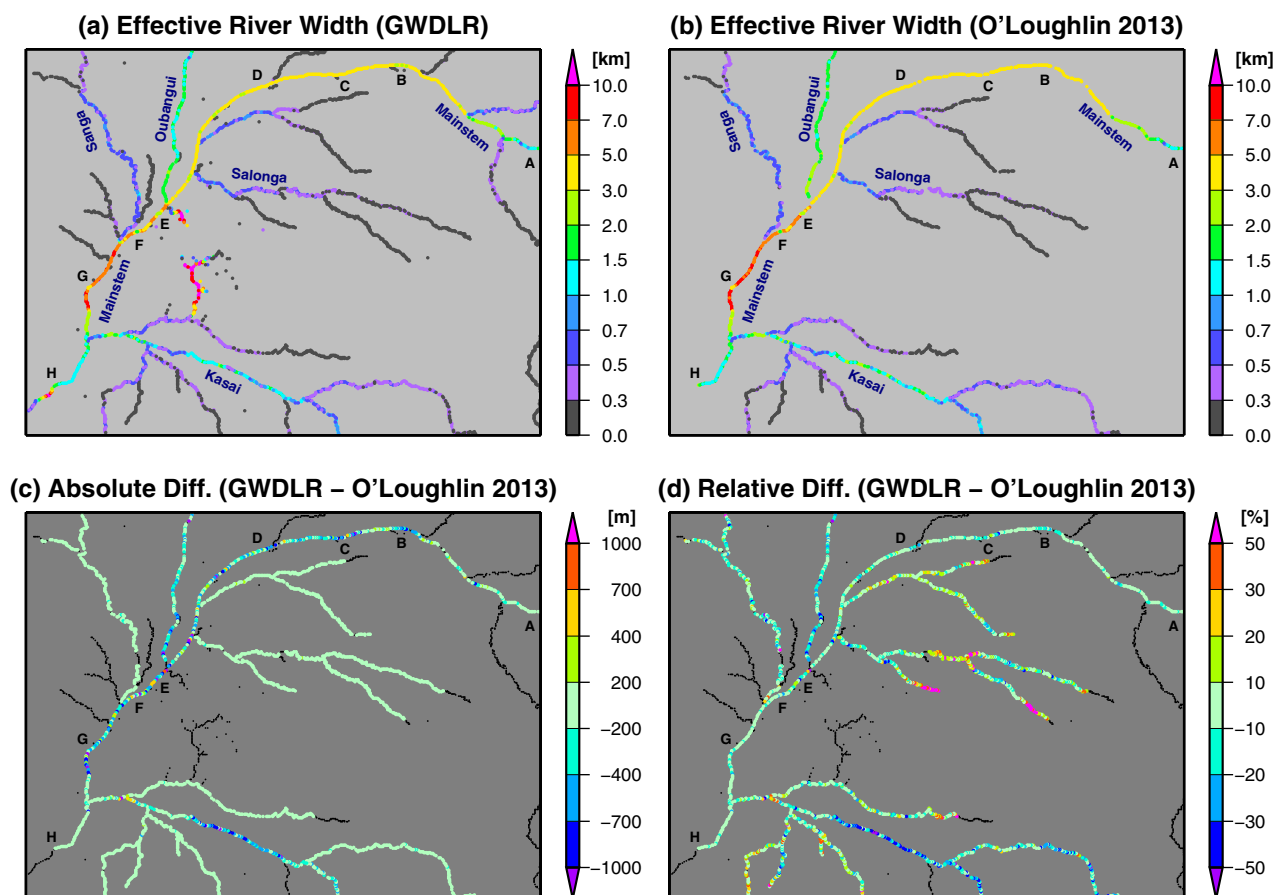 (a) Effective River Width (GWDLR)
[km]
10.0
7.0
5.0
3.0
2.0
1.5
1.0
0.7
0.5
0.3
0.0
Sanga
Oubangui
D
C
B
Mainstem
A
Salonga
E
F
G
Mainstem
H
Kasai
(b) Effective River Width (O'Loughlin 2013)
[km]
10.0
7.0
5.0
3.0
2.0
1.5
1.0
0.7
0.5
0.3
0.0
Sanga
Oubangui
D
C
B
Mainstem
A
Salonga
E
F
G
Mainstem
H
Kasai
(c) Absolute Diff. (GWDLR − O'Loughlin 2013)
[m]
1000
700
400
200
−200
−400
−700
−1000
D
C
B
A
E
F
G
H
(d) Relative Diff. (GWDLR − O'Loughlin 2013)
[%]
50
30
20
10
−10
−20
−30
−50
D
C
B
A
E
F
G
H